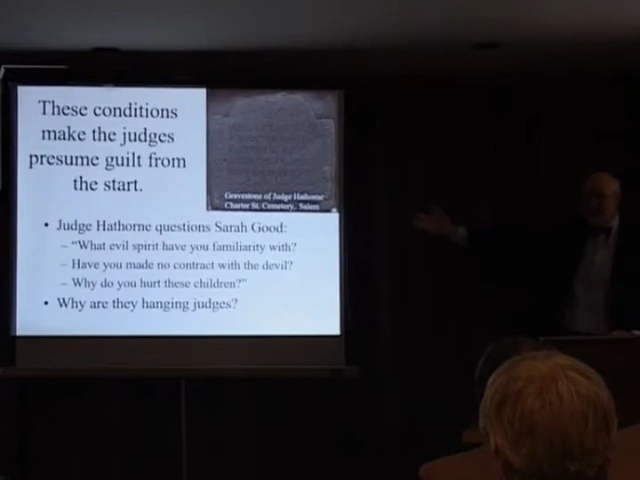 These conditions
make the judges
presume guilt from
the start.
Gravestone of Judge Hathorne
Charter St. Cemetery, Salem
• Judge Hathorne questions Sarah Good:
– “What evil spirit have you familiarity with?
– Have you made no contract with the devil?
– Why do you hurt these children?”
• Why are they hanging judges?